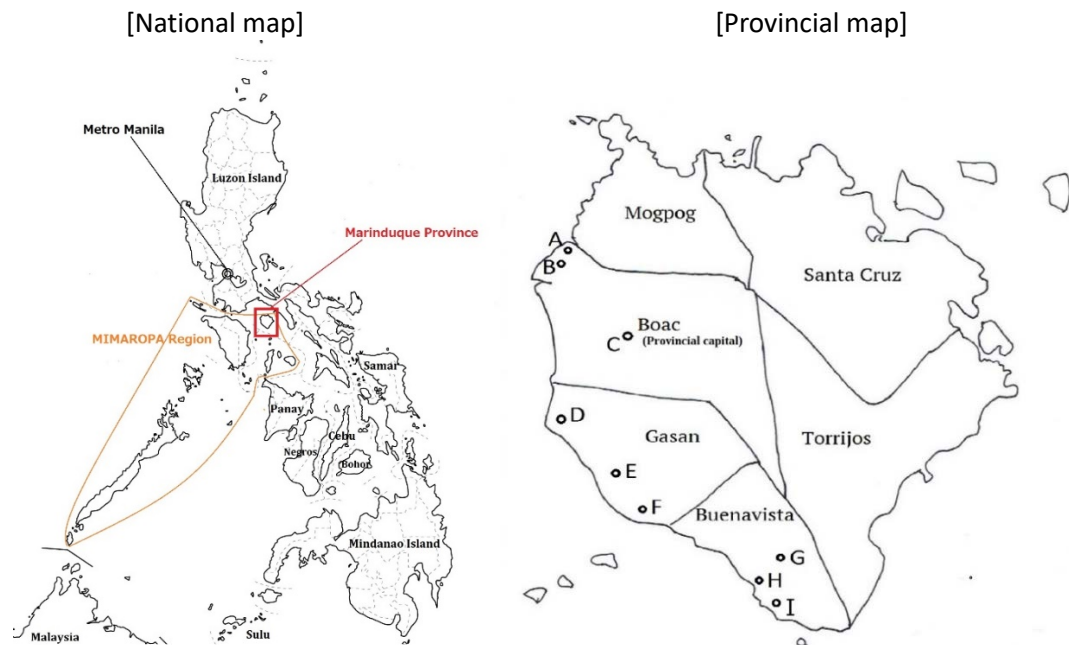 [National map]
[Provincial map]
Metro Manila
Luzon Island
Marinduque Province
MIMAROPA Region
Samar
Panay
Cebu
Negros
Bohol
Mindanao Island
Sulu
Malaysia
Mogpog
A
B
Santa Cruz
Boac
C
(Provincial capital)
D
Gasan
Torrijos
E
F
Buenavista
G
H
I